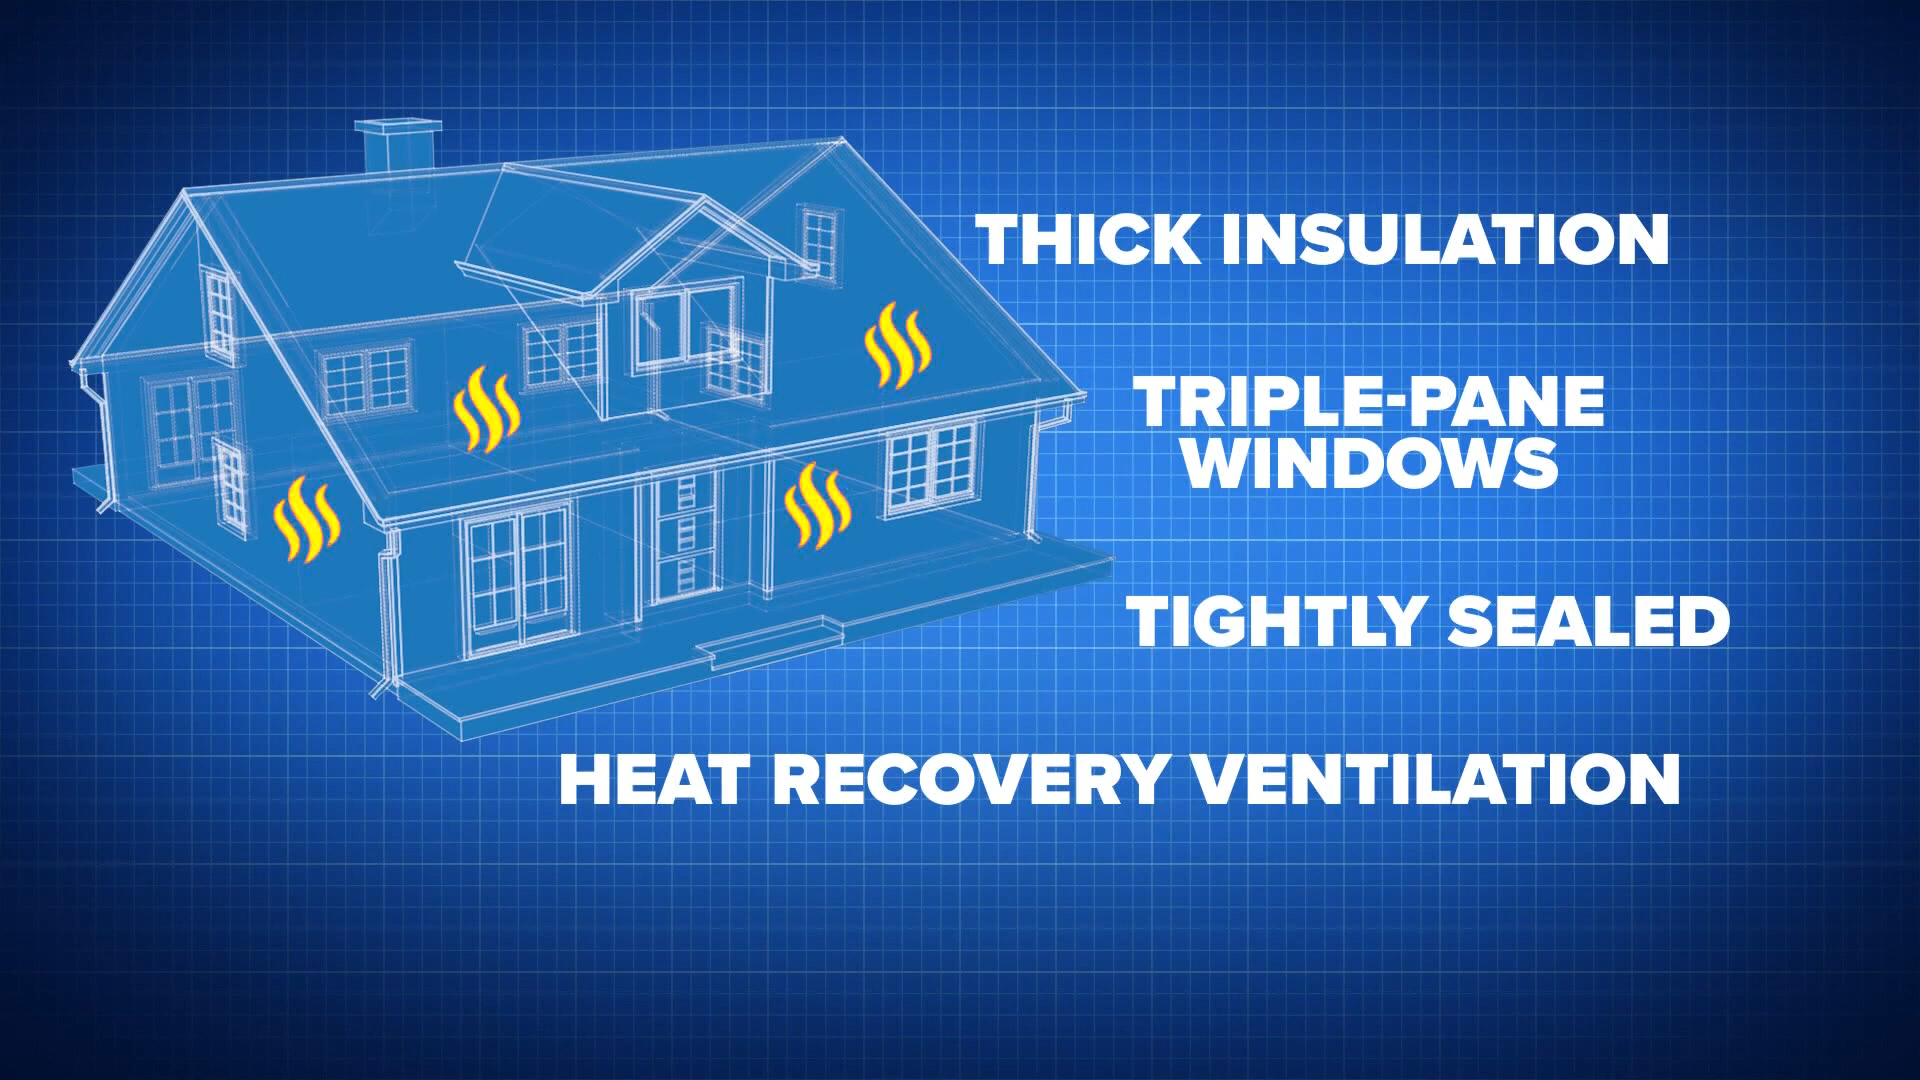 THICK INSULATION
TRIPLE-PANE
WINDOWS
TIGHTLY SEALED
HEAT RECOVERY VENTILATION